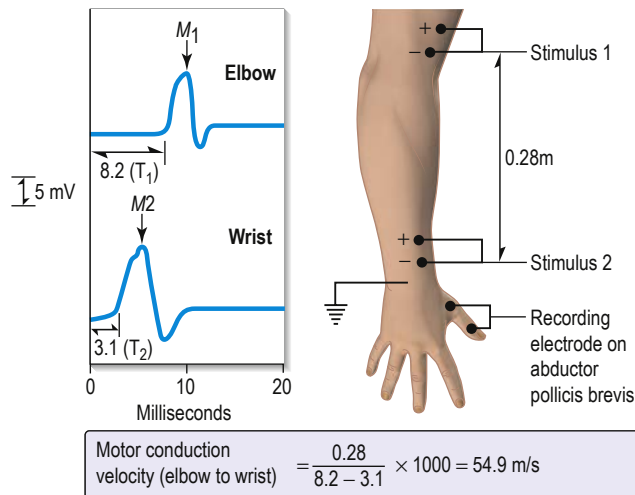 M1
Elbow
8.2 (T1)
5 mV
M2
Wrist
3.1 (T2)
0 10 20
Milliseconds
+
−
Stimulus 1
0.28m
+
−
Stimulus 2
Recording
electrode on
abductor
pollicis brevis
Motor conduction
velocity (elbow to wrist) = 0.28 / 8.2 – 3.1 × 1000 = 54.9 m/s